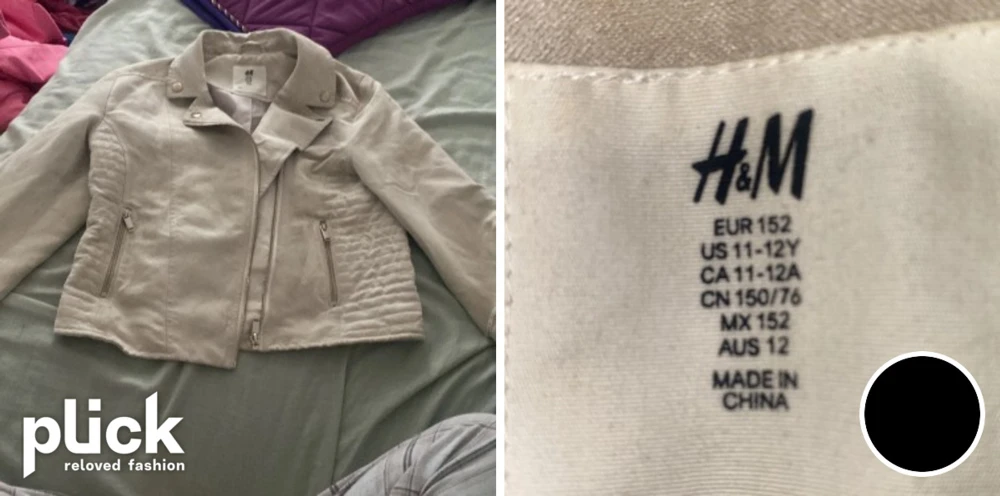 plick
reloved fashion
H&M
EUR 152
US 11-12Y
CA 11-12A
CN 150/76
MX 152
AUS 12
MADE IN
CHINA